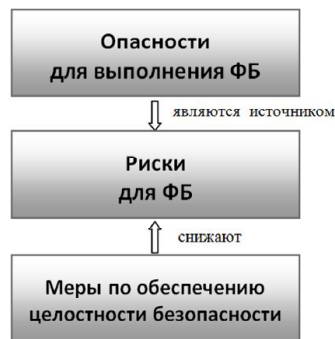 Опасности
для выполнения ФБ
являются источником
Риски
для ФБ
снижают
Меры по обеспечению
целостности безопасности